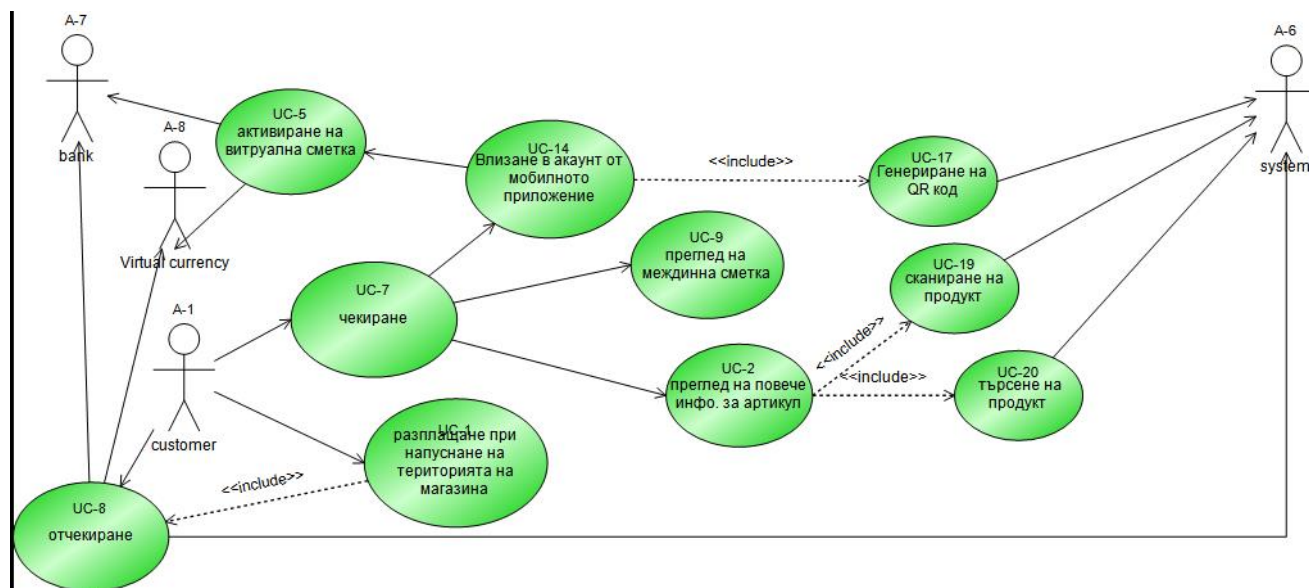 A-7
bank
A-8
Virtual currency
A-1
customer
A-6
system
UC-5
активиране на
витруална сметка
UC-14
Влизане в акаунт от
мобилното
приложение
<<include>>
UC-17
Генериране на
QR код
UC-9
преглед на
междинна сметка
UC-7
чекиране
UC-19
сканиране на
продукт
<<include>>
UC-2
преглед на повече
инфо. за артикул
<<include>>
UC-20
търсене на
продукт
UC-1
разплащане при
напуснане на
територията на
магазина
<<include>>
UC-8
отчекиране